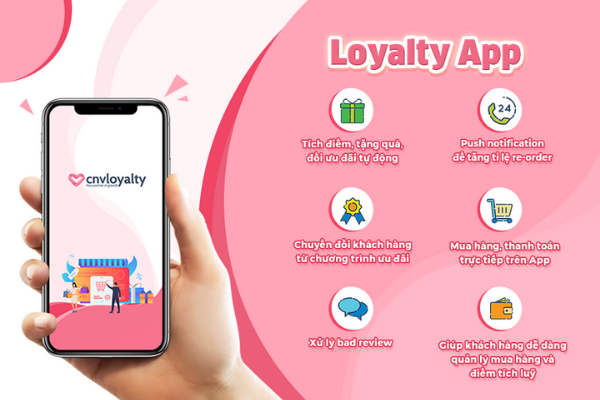 Loyalty App
Tích điểm, tặng quà,
đổi ưu đãi tự động
Push notification
để tăng tỉ lệ re-order
Chuyển đổi khách hàng
từ chương trình ưu đãi
Mua hàng, thanh toán
trực tiếp trên App
Xử lý bad review
Giúp khách hàng dễ dàng
quản lý mua hàng và
điểm tích luỹ
24
cnvloyalty